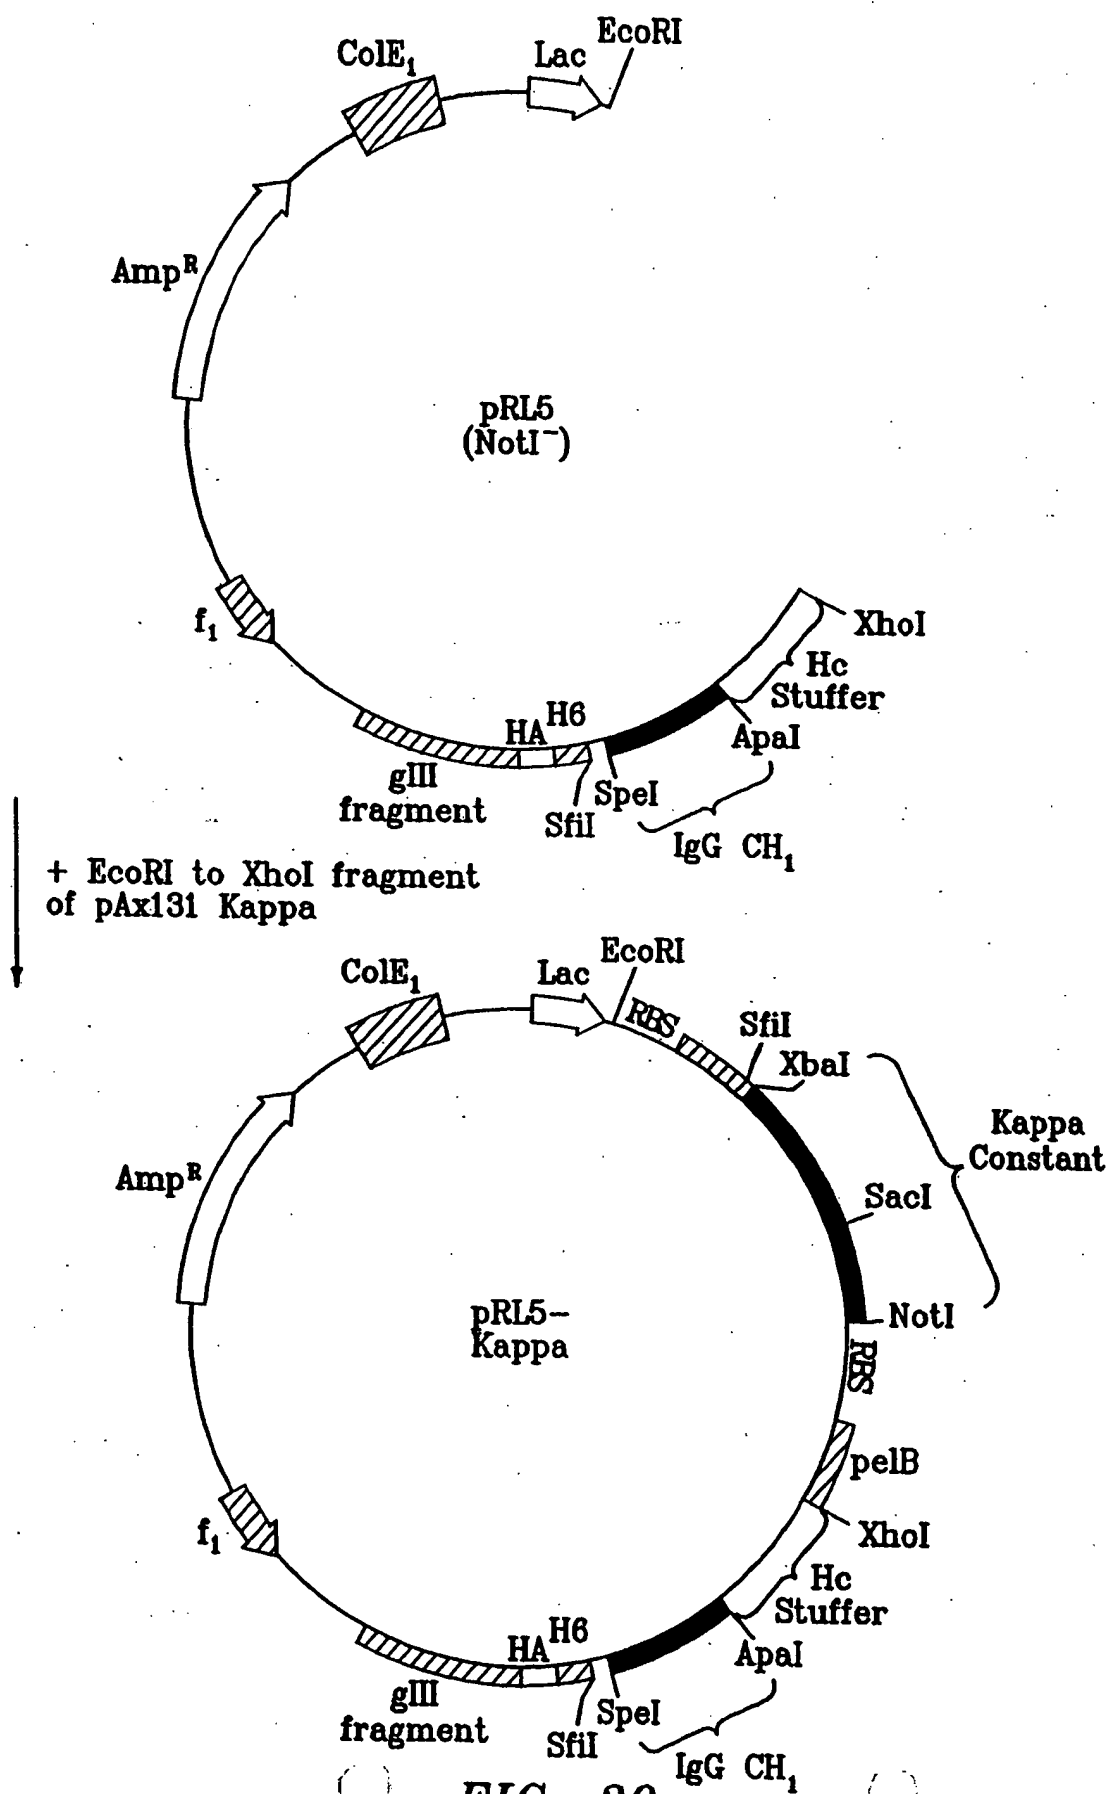 EcoRI
ColE1
Lac
AmpR
pRL5
(NotI-)
f1
XhoI
Hc
Stuffer
ApaI
HA
H6
gIII
fragment
SfiI
SpeI
IgG CH1
+ EcoRI to XhoI fragment
of pAx131 Kappa
EcoRI
ColE1
Lac
RBS
SfiI
XbaI
Kappa
Constant
AmpR
SacI
NotI
pRL5-
Kappa
RBS
pelB
XhoI
f1
Hc
Stuffer
ApaI
HA
H6
gIII
fragment
SfiI
SpeI
IgG CH1